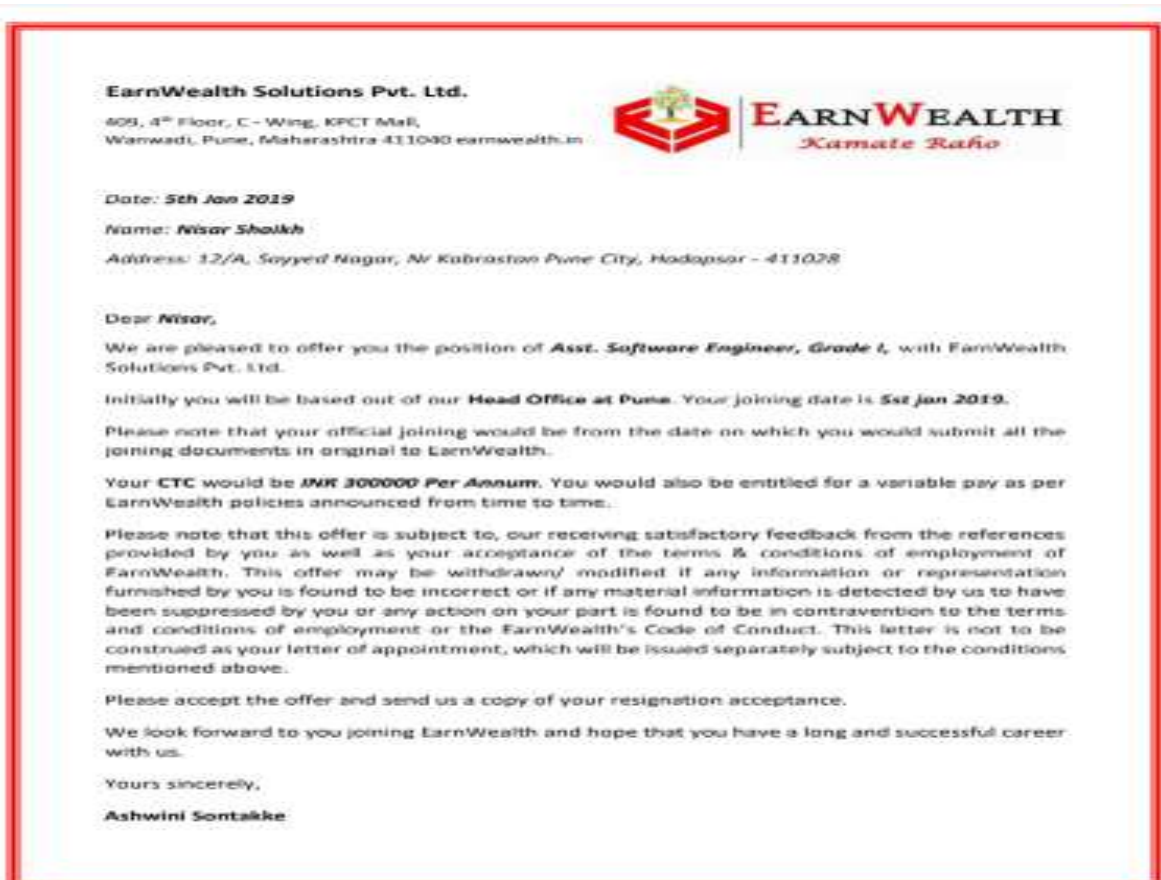 EarnWealth Solutions Pvt. Ltd.
409, 4th Floor, C - Wing, KPCT Mall,
Wanwadi, Pune, Maharashtra 411040 earnwealth.in
EARNWEALTH
Kamate Raho
Date: 5th Jan 2019
Name: Nisar Shaikh
Address: 12/A, Sayyed Nagar, Nr Kabrastan Pune City, Hadapsar - 411028
Dear Nisar,
We are pleased to offer you the position of Asst. Software Engineer, Grade I, with EarnWealth
Solutions Pvt. Ltd.
Initially you will be based out of our Head Office at Pune. Your joining date is 5st jan 2019.
Please note that your official joining would be from the date on which you would submit all the
joining documents in original to EarnWealth.
Your CTC would be INR 300000 Per Annum. You would also be entitled for a variable pay as per
EarnWealth policies announced from time to time.
Please note that this offer is subject to, our receiving satisfactory feedback from the references
provided by you as well as your acceptance of the terms & conditions of employment of
EarnWealth. This offer may be withdrawn/ modified if any information or representation
furnished by you is found to be incorrect or if any material information is detected by us to have
been suppressed by you or any action on your part is found to be in contravention to the terms
and conditions of employment or the EarnWealth's Code of Conduct. This letter is not to be
construed as your letter of appointment, which will be issued separately subject to the conditions
mentioned above.
Please accept the offer and send us a copy of your resignation acceptance.
We look forward to you joining EarnWealth and hope that you have a long and successful career
with us.
Yours sincerely,
Ashwini Sontakke